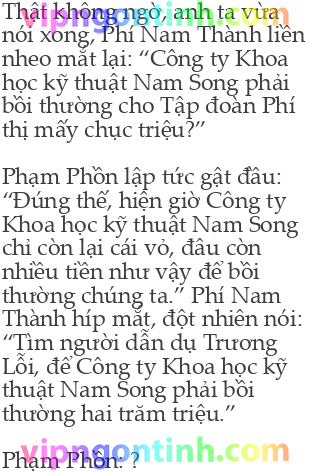 Thật không ngờ, anh ta vừa
vipngontinh.com
nói xong, Phí Nam Thành liền
nheo mắt lại: “Công ty Khoa
học kỹ thuật Nam Song phải
bồi thường cho Tập đoàn Phí
thị mấy chục triệu?”
Phạm Phồn lập tức gật đầu:
“Đúng thế, hiện giờ Công ty
Khoa học kỹ thuật Nam Song
chỉ còn lại cái vỏ, đâu còn
nhiều tiền như vậy để bồi
thường chúng ta.” Phí Nam
Thành híp mắt, đột nhiên nói:
“Tìm người dẫn dụ Trương
Lỗi, để Công ty Khoa học kỹ
thuật Nam Song phải bồi
thường hai trăm triệu.”
vipngontinh.com
Phạm Phồn: ?